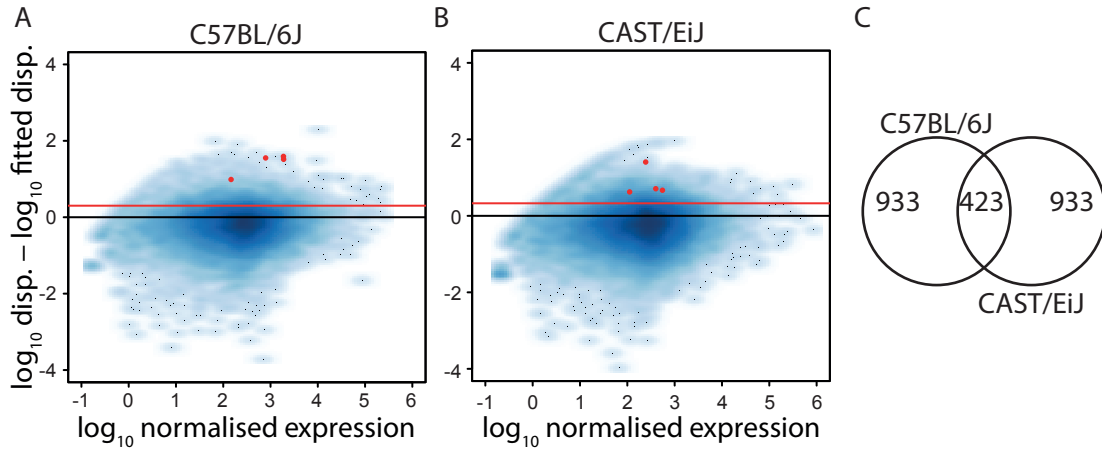 A
C57BL/6J
log10 disp. – log10 fitted disp.
4
2
0
-2
-4
-1 0 1 2 3 4 5 6
log10 normalised expression
B
CAST/EiJ
4
2
0
-2
-4
-1 0 1 2 3 4 5 6
log10 normalised expression
C
C57BL/6J
933 423 933
CAST/EiJ